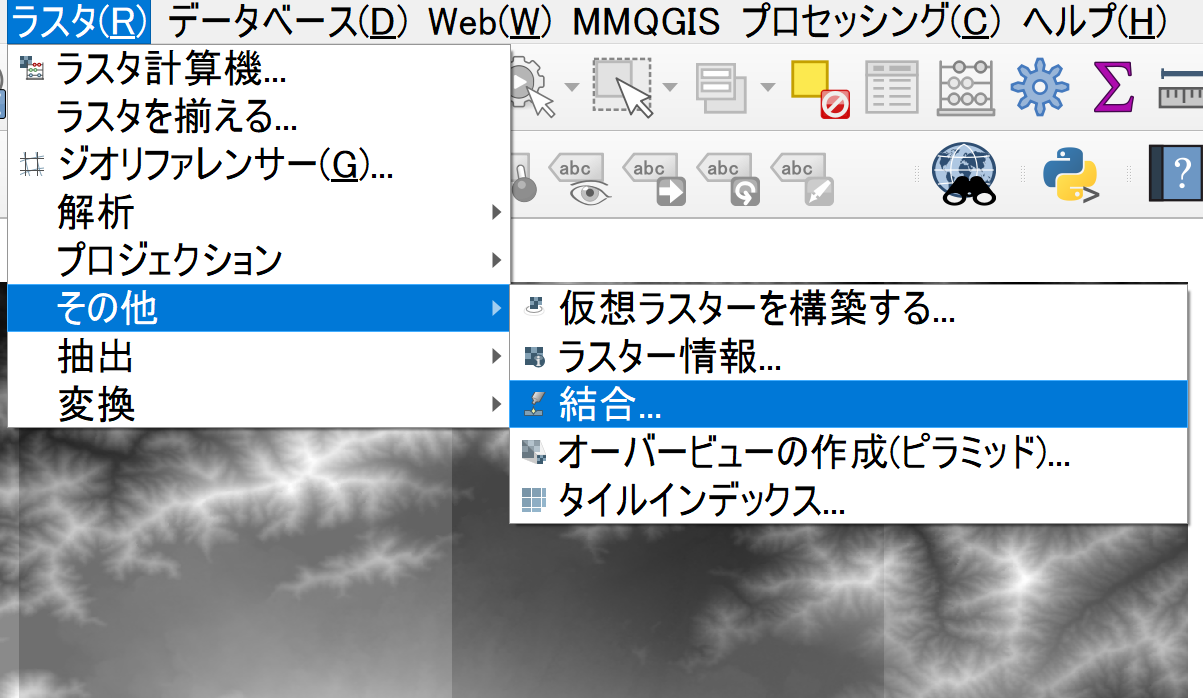 ラスタ(R) データベース(D) Web(W) MMQGIS プロセッシング(C) ヘルプ(H)
ラスタ計算機...
ラスタを揃える...
ジオリファレンサー(G)...
解析
プロジェクション
その他
抽出
変換
abc abc abc abc
?
仮想ラスターを構築する...
ラスター情報...
結合...
オーバービューの作成(ピラミッド)...
タイルインデックス...